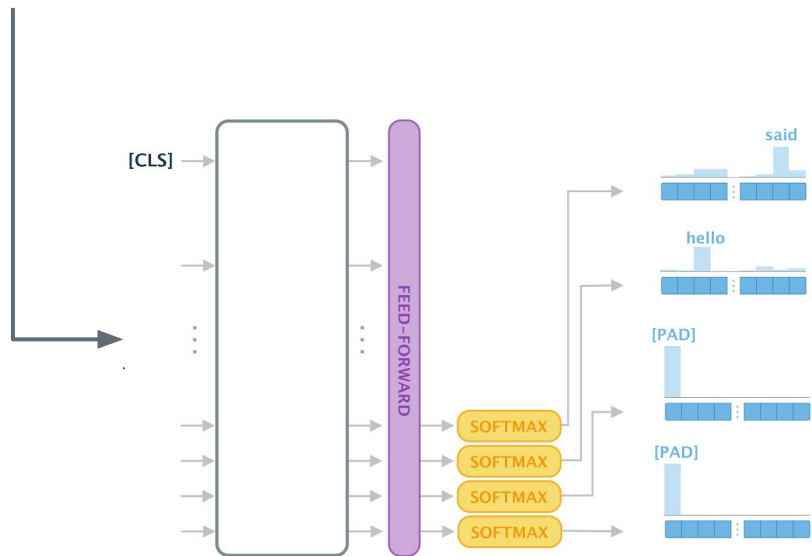 said
[CLS]
hello
FEED-FORWARD
[PAD]
SOFTMAX
[PAD]
SOFTMAX
SOFTMAX
SOFTMAX